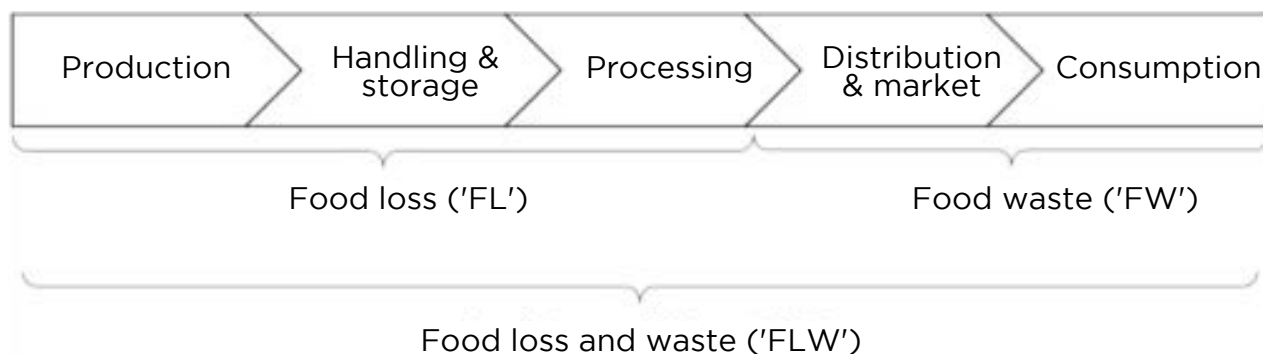 Production
Handling &
storage
Processing
Distribution
& market
Consumption
Food loss ('FL')
Food waste ('FW')
Food loss and waste ('FLW')